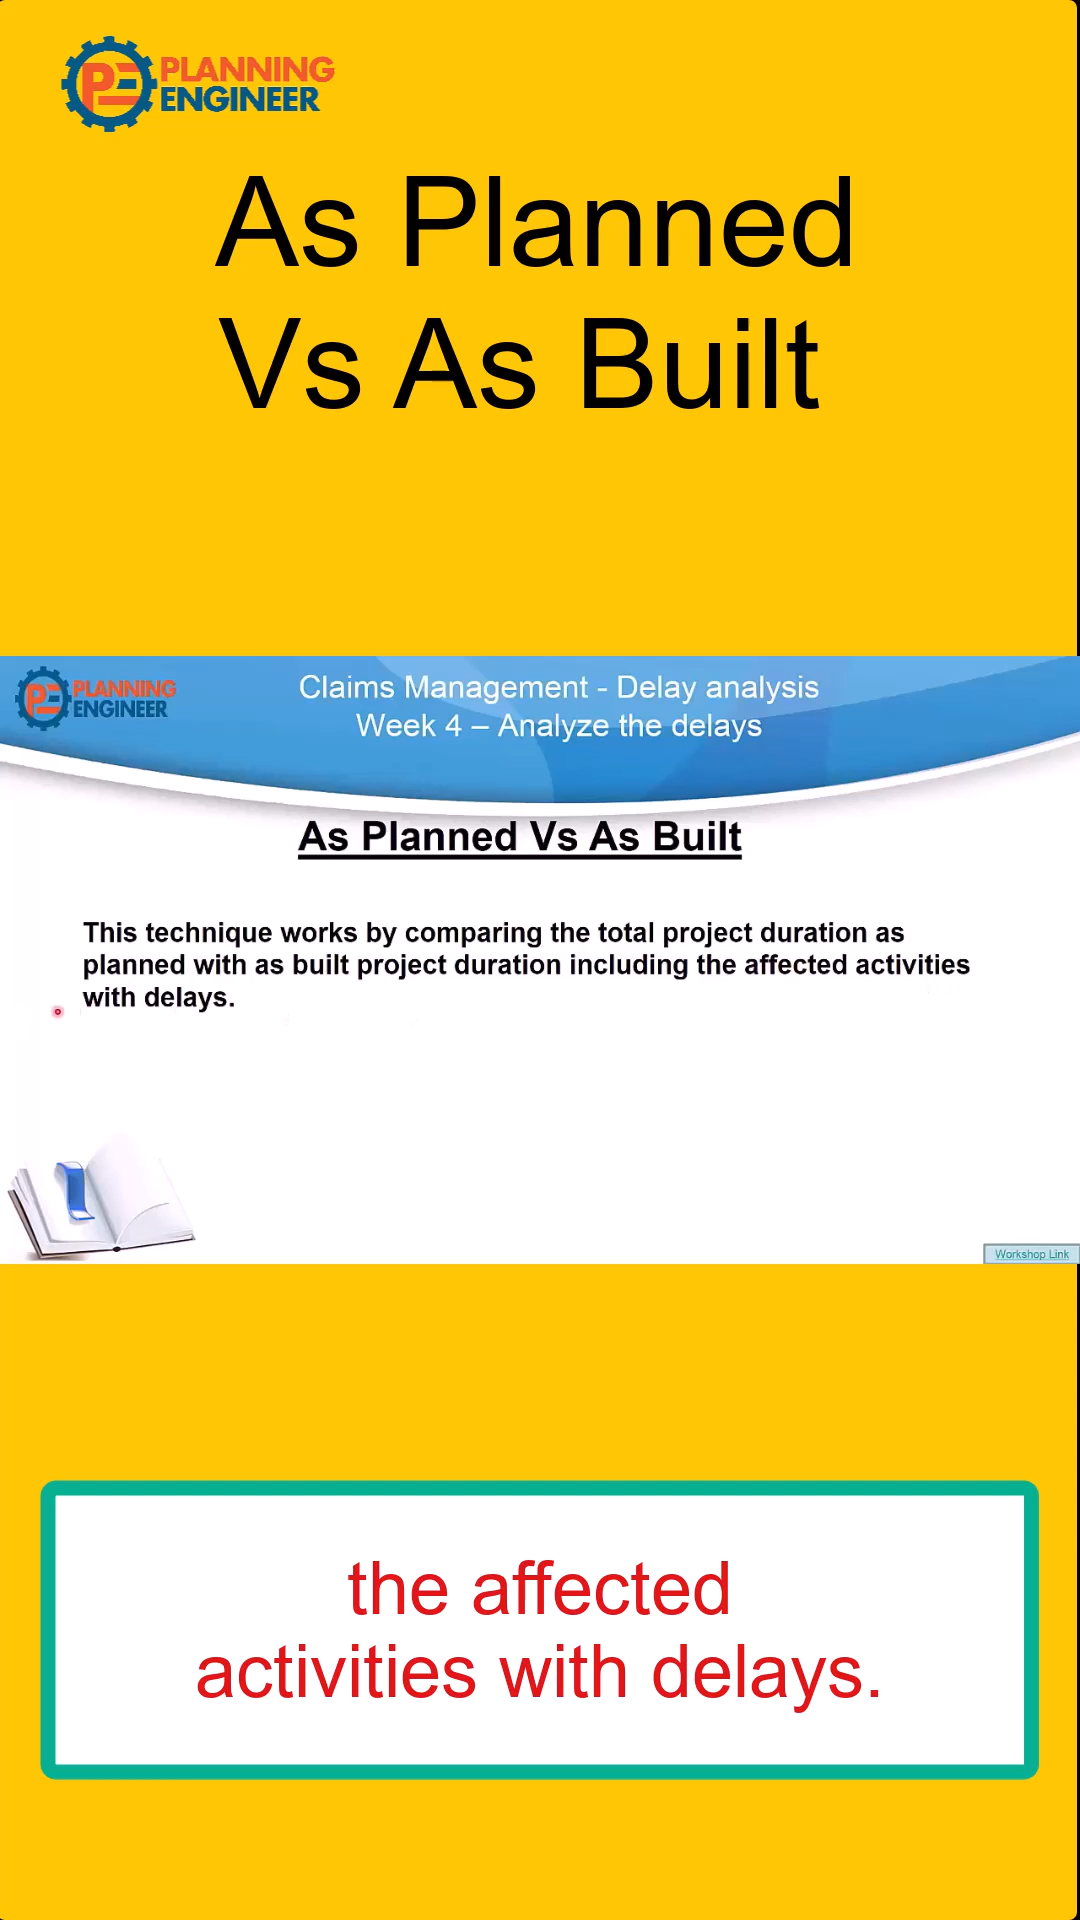 PLANNING
ENGINEER
As Planned
Vs As Built
PLANNING
ENGINEER
Claims Management - Delay analysis
Week 4 – Analyze the delays
As Planned Vs As Built
This technique works by comparing the total project duration as
planned with as built project duration including the affected activities
with delays.
Workshop Link
the affected
activities with delays.